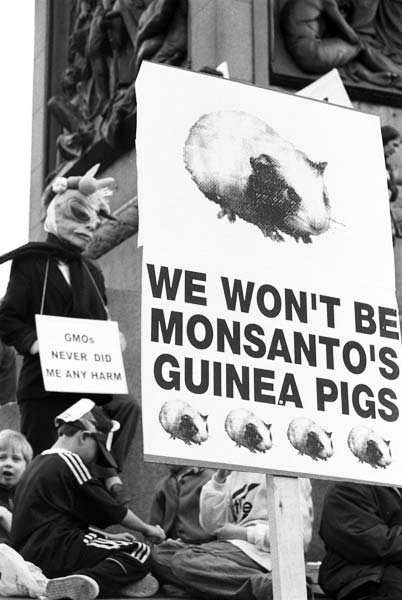 WE WON'T BE
MONSANTO'S
GUINEA PIGS
GMOs
NEVER DID
ME ANY HARM